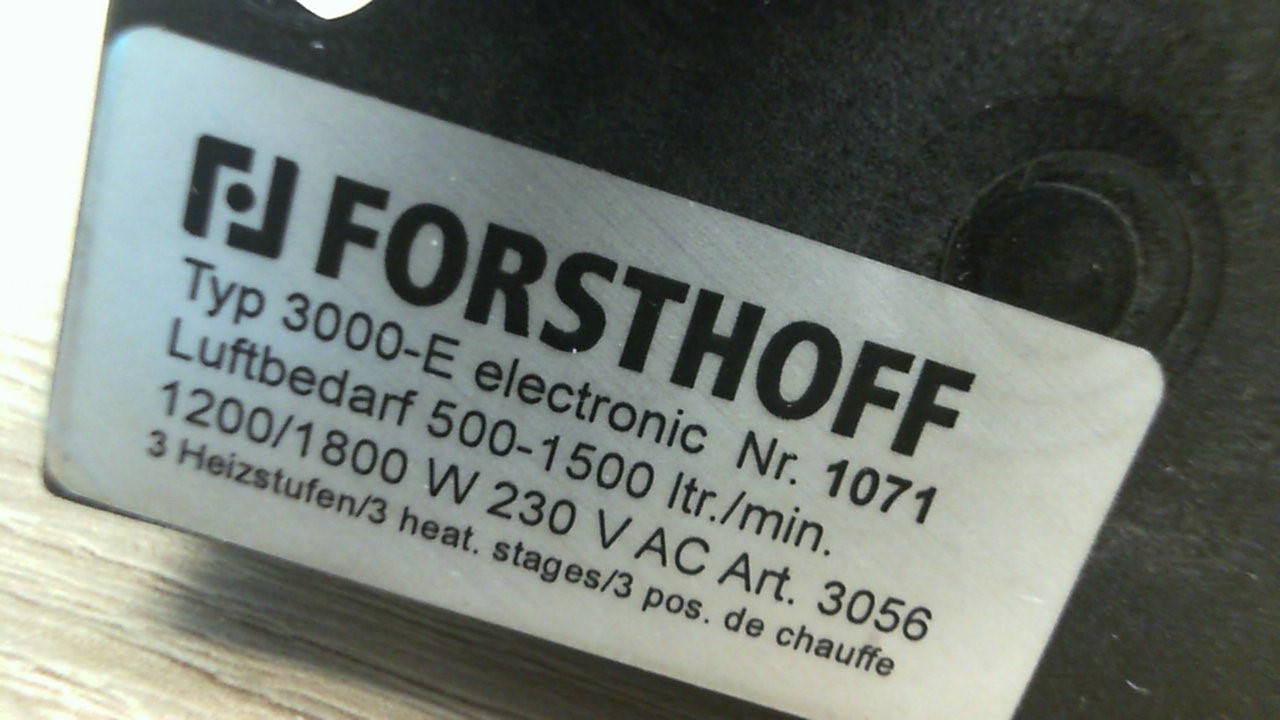 FORSTHOFF
Typ 3000-E electronic Nr. 1071
Luftbedarf 500-1500 ltr./min.
1200/1800 W 230 V AC Art. 3056
3 Heizstufen/3 heat. stages/3 pos. de chauffe